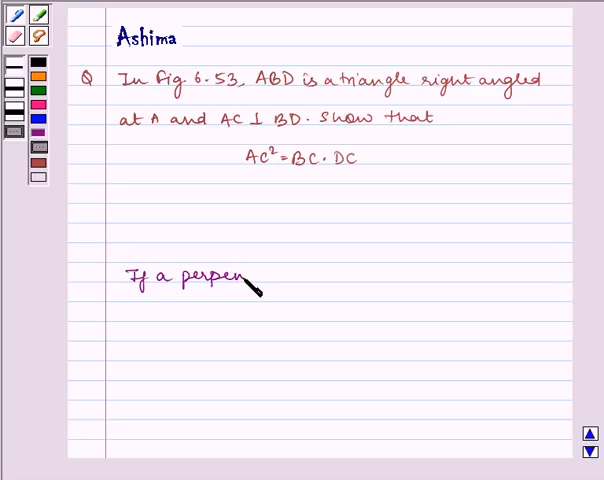 Ashima
Q In Fig 6.53, ABD is a triangle right angled
at A and AC ⊥ BD. Show that
AC² = BC · DC
If a perpen